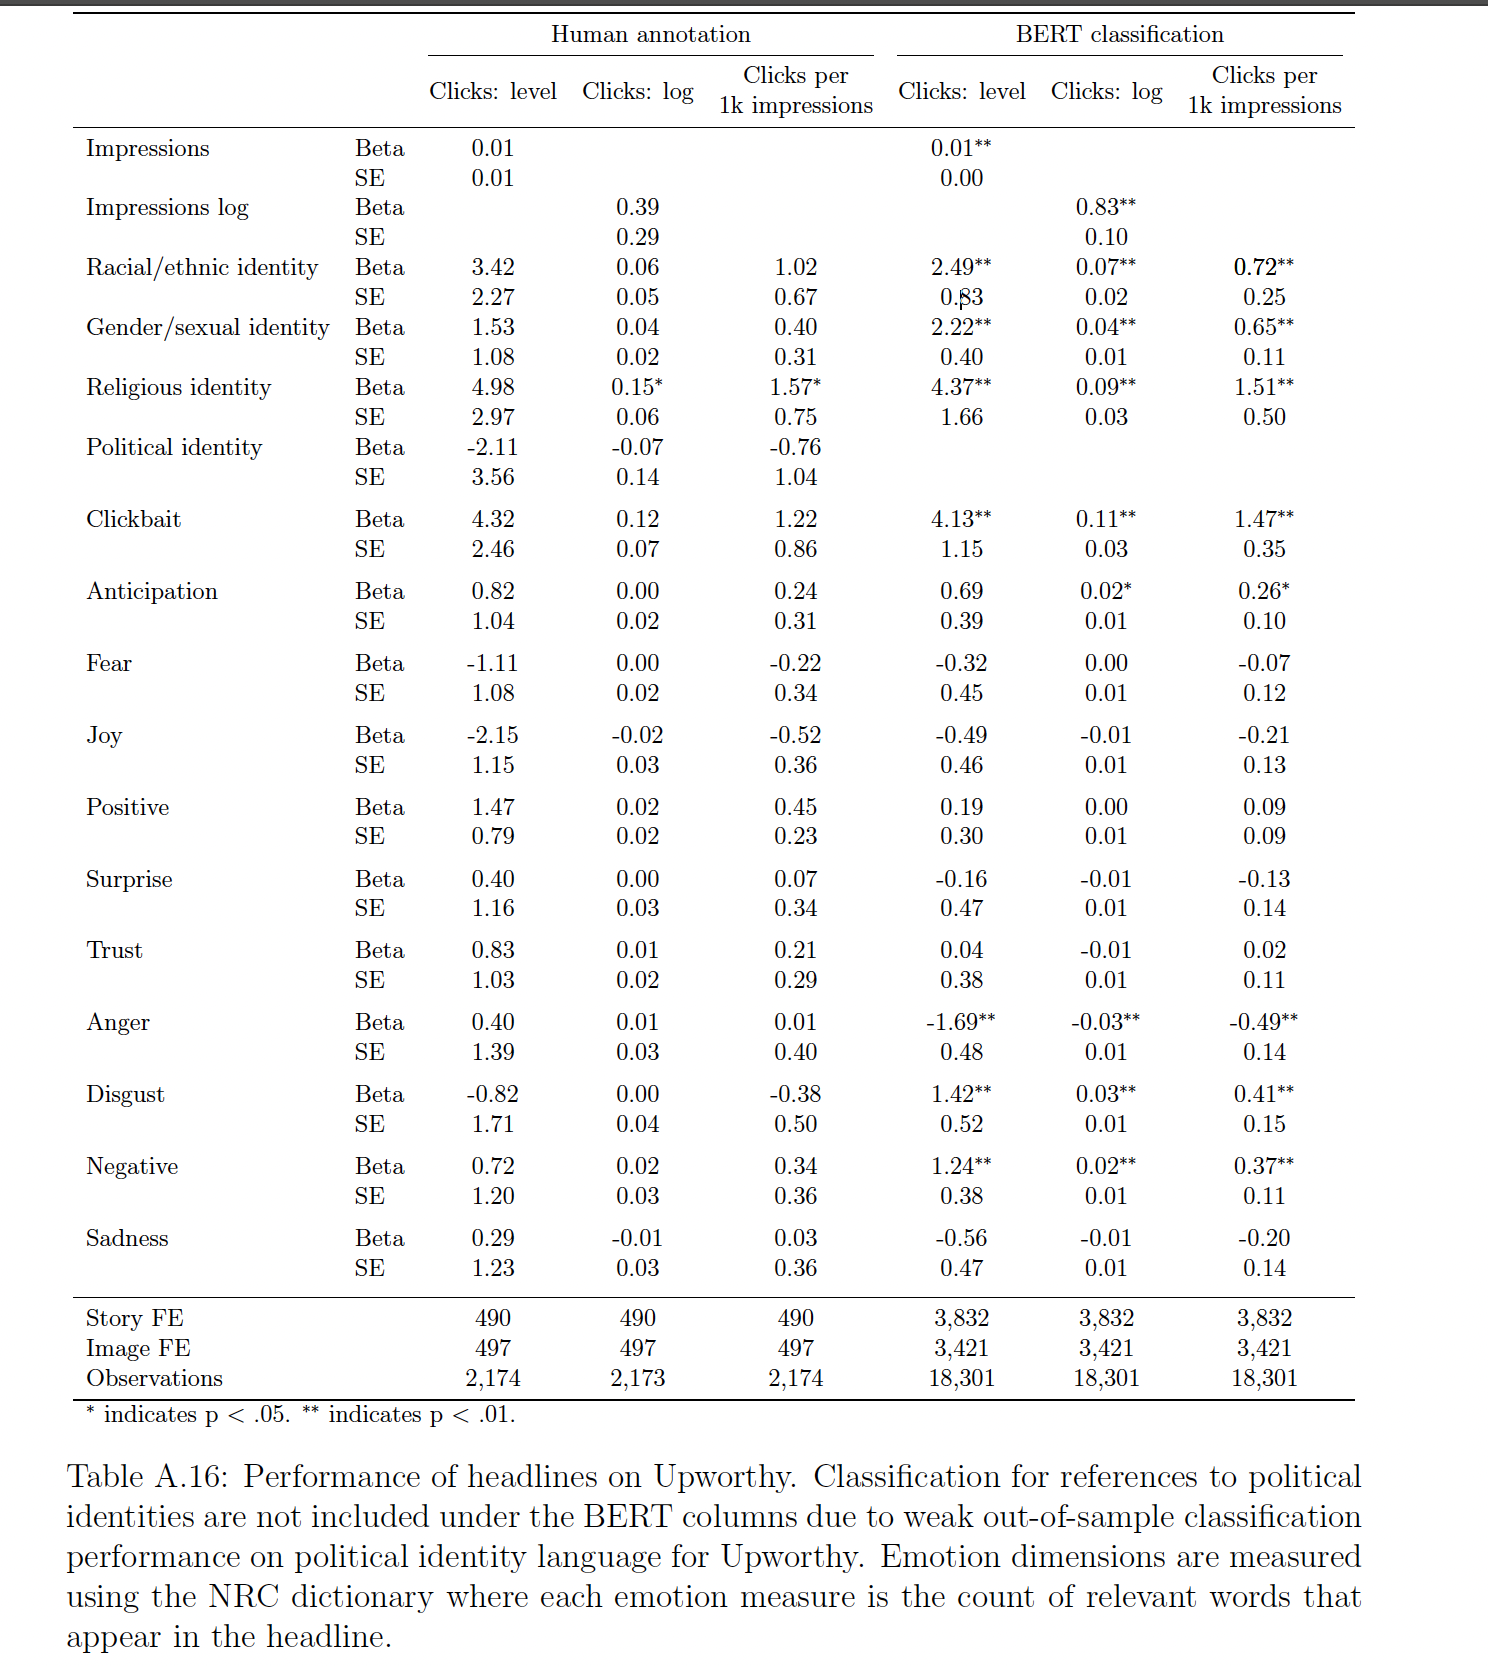 Human annotation BERT classification
Clicks: level Clicks: log Clicks per 1k impressions Clicks: level Clicks: log Clicks per 1k impressions
Impressions Beta 0.01 0.01**
SE 0.01 0.00
Impressions log Beta 0.39 0.83**
SE 0.29 0.10
Racial/ethnic identity Beta 3.42 0.06 1.02 2.49** 0.07** 0.72**
SE 2.27 0.05 0.67 0.83 0.02 0.25
Gender/sexual identity Beta 1.53 0.04 0.40 2.22** 0.04** 0.65**
SE 1.08 0.02 0.31 0.40 0.01 0.11
Religious identity Beta 4.98 0.15* 1.57* 4.37** 0.09** 1.51**
SE 2.97 0.06 0.75 1.66 0.03 0.50
Political identity Beta -2.11 -0.07 -0.76
SE 3.56 0.14 1.04
Clickbait Beta 4.32 0.12 1.22 4.13** 0.11** 1.47**
SE 2.46 0.07 0.86 1.15 0.03 0.35
Anticipation Beta 0.82 0.00 0.24 0.69 0.02* 0.26*
SE 1.04 0.02 0.31 0.39 0.01 0.10
Fear Beta -1.11 0.00 -0.22 -0.32 0.00 -0.07
SE 1.08 0.02 0.34 0.45 0.01 0.12
Joy Beta -2.15 -0.02 -0.52 -0.49 -0.01 -0.21
SE 1.15 0.03 0.36 0.46 0.01 0.13
Positive Beta 1.47 0.02 0.45 0.19 0.00 0.09
SE 0.79 0.02 0.23 0.30 0.01 0.09
Surprise Beta 0.40 0.00 0.07 -0.16 -0.01 -0.13
SE 1.16 0.03 0.34 0.47 0.01 0.14
Trust Beta 0.83 0.01 0.21 0.04 -0.01 0.02
SE 1.03 0.02 0.29 0.38 0.01 0.11
Anger Beta 0.40 0.01 0.01 -1.69** -0.03** -0.49**
SE 1.39 0.03 0.40 0.48 0.01 0.14
Disgust Beta -0.82 0.00 -0.38 1.42** 0.03** 0.41**
SE 1.71 0.04 0.50 0.52 0.01 0.15
Negative Beta 0.72 0.02 0.34 1.24** 0.02** 0.37**
SE 1.20 0.03 0.36 0.38 0.01 0.11
Sadness Beta 0.29 -0.01 0.03 -0.56 -0.01 -0.20
SE 1.23 0.03 0.36 0.47 0.01 0.14
Story FE 490 490 490 3,832 3,832 3,832
Image FE 497 497 497 3,421 3,421 3,421
Observations 2,174 2,173 2,174 18,301 18,301 18,301
* indicates p < .05. ** indicates p < .01.
Table A.16: Performance of headlines on Upworthy. Classification for references to political
identities are not included under the BERT columns due to weak out-of-sample classification
performance on political identity language for Upworthy. Emotion dimensions are measured
using the NRC dictionary where each emotion measure is the count of relevant words that
appear in the headline.